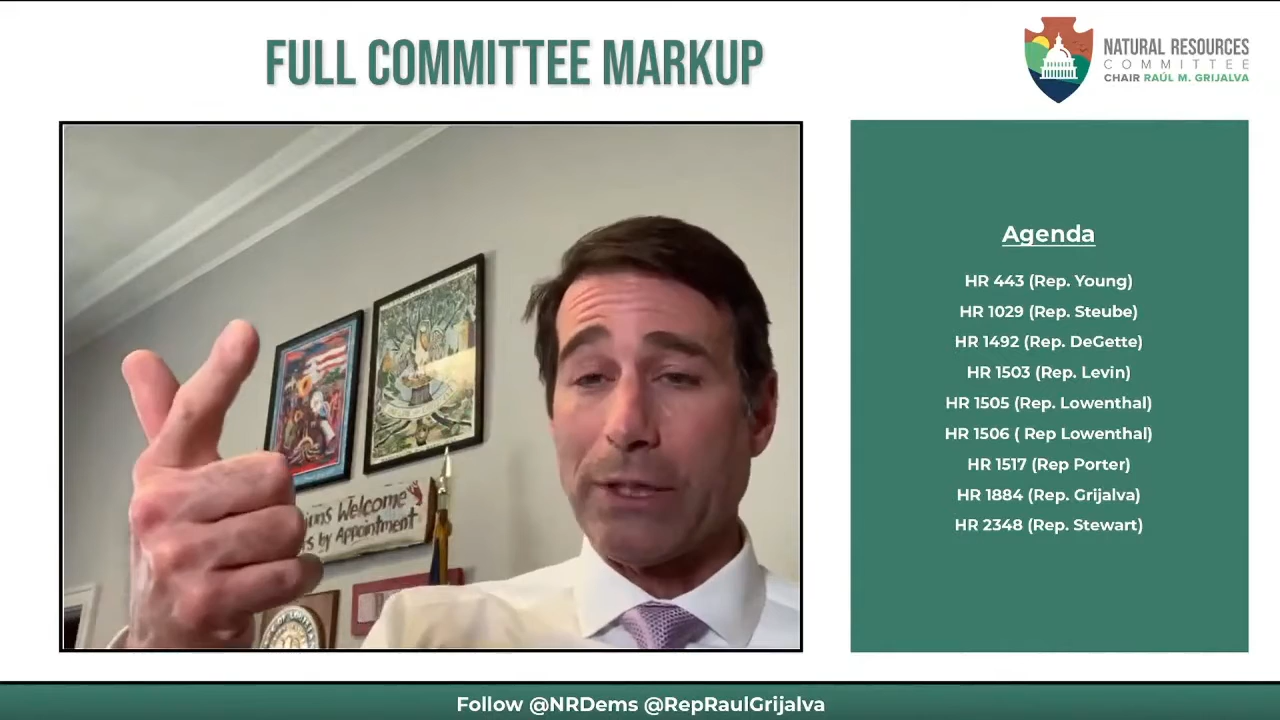 FULL COMMITTEE MARKUP
NATURAL RESOURCES
COMMITTEE
CHAIR RAÚL M. GRIJALVA
Welcome
by Appointment
Agenda
HR 443 (Rep. Young)
HR 1029 (Rep. Steube)
HR 1492 (Rep. DeGette)
HR 1503 (Rep. Levin)
HR 1505 (Rep. Lowenthal)
HR 1506 ( Rep Lowenthal)
HR 1517 (Rep Porter)
HR 1884 (Rep. Grijalva)
HR 2348 (Rep. Stewart)
Follow @NRDems @RepRaulGrijalva